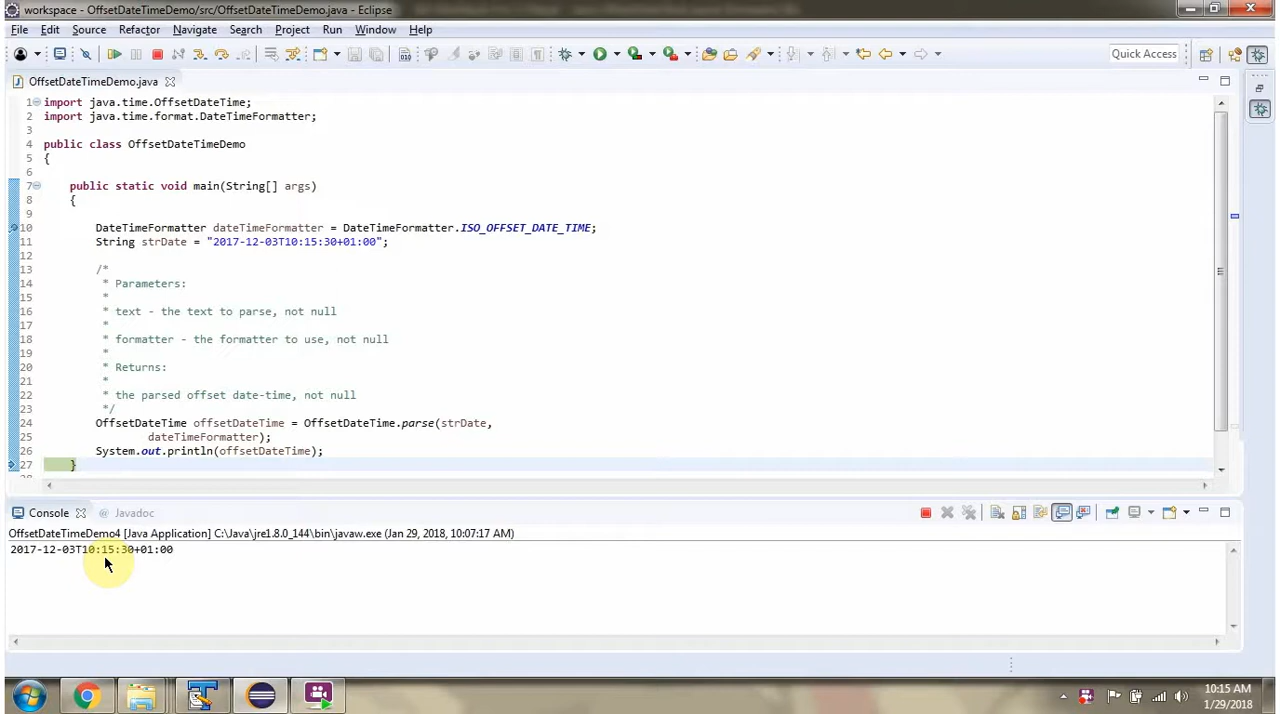 workspace - OffsetDateTimeDemo/src/OffsetDateTimeDemo.java - Eclipse
File Edit Source Refactor Navigate Search Project Run Window Help
Quick Access
OffsetDateTimeDemo.java
1 import java.time.OffsetDateTime;
2 import java.time.format.DateTimeFormatter;
3
4 public class OffsetDateTimeDemo
5 {
6
7 public static void main(String[] args)
8 {
9
10 DateTimeFormatter dateTimeFormatter = DateTimeFormatter.ISO_OFFSET_DATE_TIME;
11 String strDate = "2017-12-03T10:15:30+01:00";
12
13 /*
14 * Parameters:
15 *
16 * text - the text to parse, not null
17 *
18 * formatter - the formatter to use, not null
19 *
20 * Returns:
21 *
22 * the parsed offset date-time, not null
23 */
24 OffsetDateTime offsetDateTime = OffsetDateTime.parse(strDate,
25 dateTimeFormatter);
26 System.out.println(offsetDateTime);
27 }
Console @ Javadoc
OffsetDateTimeDemo4 [Java Application] C:\Java\jre1.8.0_144\bin\javaw.exe (Jan 29, 2018, 10:07:17 AM)
2017-12-03T10:15:30+01:00
10:15 AM
1/29/2018